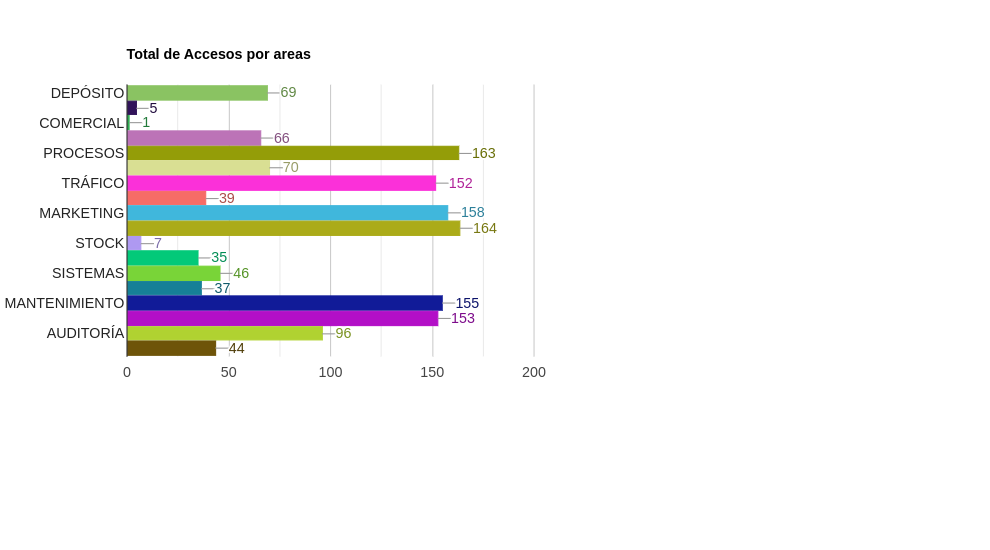 Total de Accesos por areas
DEPÓSITO 69
5
COMERCIAL 1
66
PROCESOS 163
70
TRÁFICO 152
39
MARKETING 158
164
STOCK 7
35
SISTEMAS 46
37
MANTENIMIENTO 155
153
AUDITORÍA 96
44
0 50 100 150 200